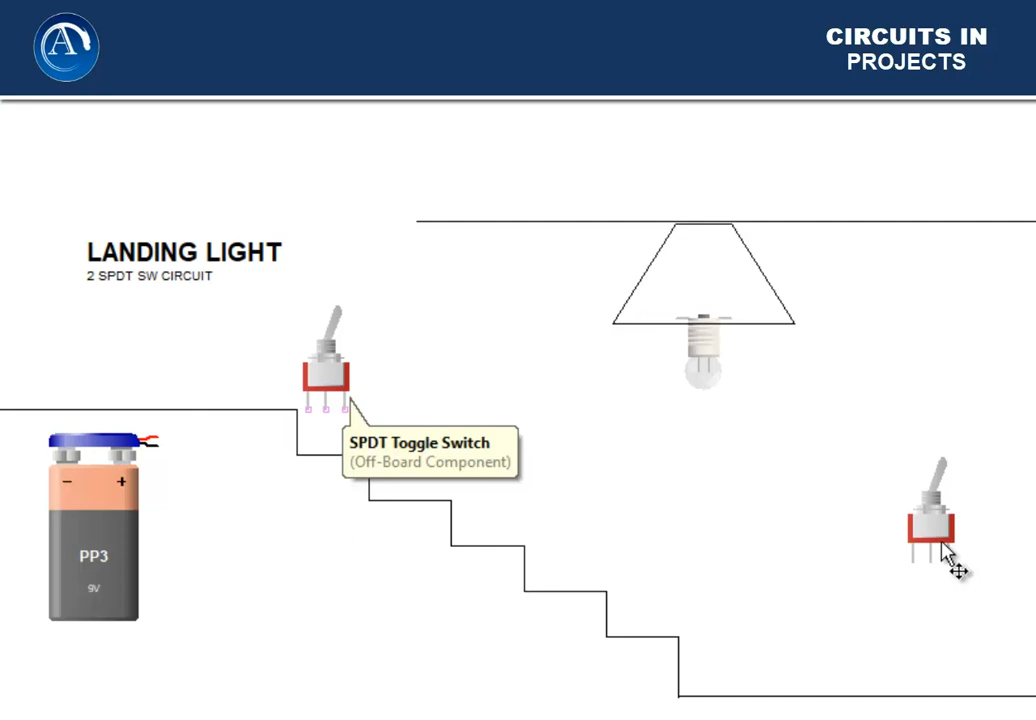 A
CIRCUITS IN
PROJECTS
LANDING LIGHT
2 SPDT SW CIRCUIT
SPDT Toggle Switch
(Off-Board Component)
− +
PP3
9V